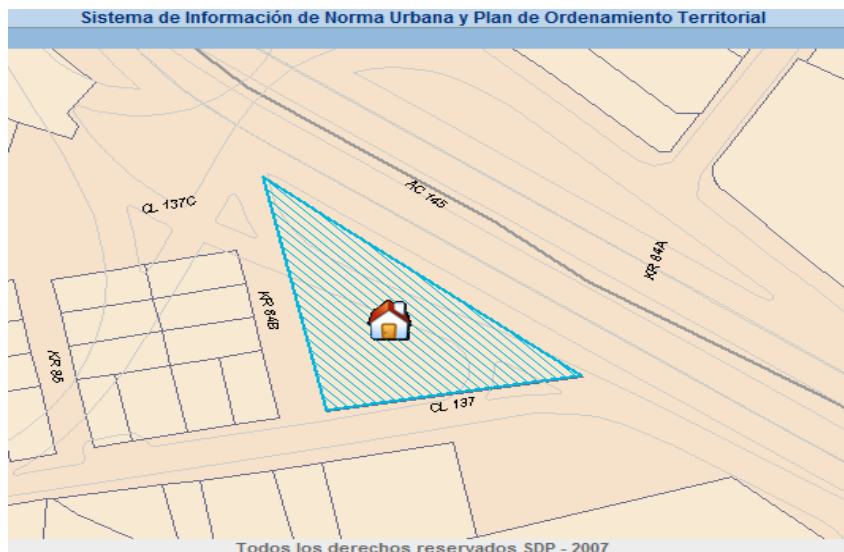 Sistema de Información de Norma Urbana y Plan de Ordenamiento Territorial
CL 137C
AC 145
KR 84A
KR 84B
KR 85
CL 137
Todos los derechos reservados SDP - 2007